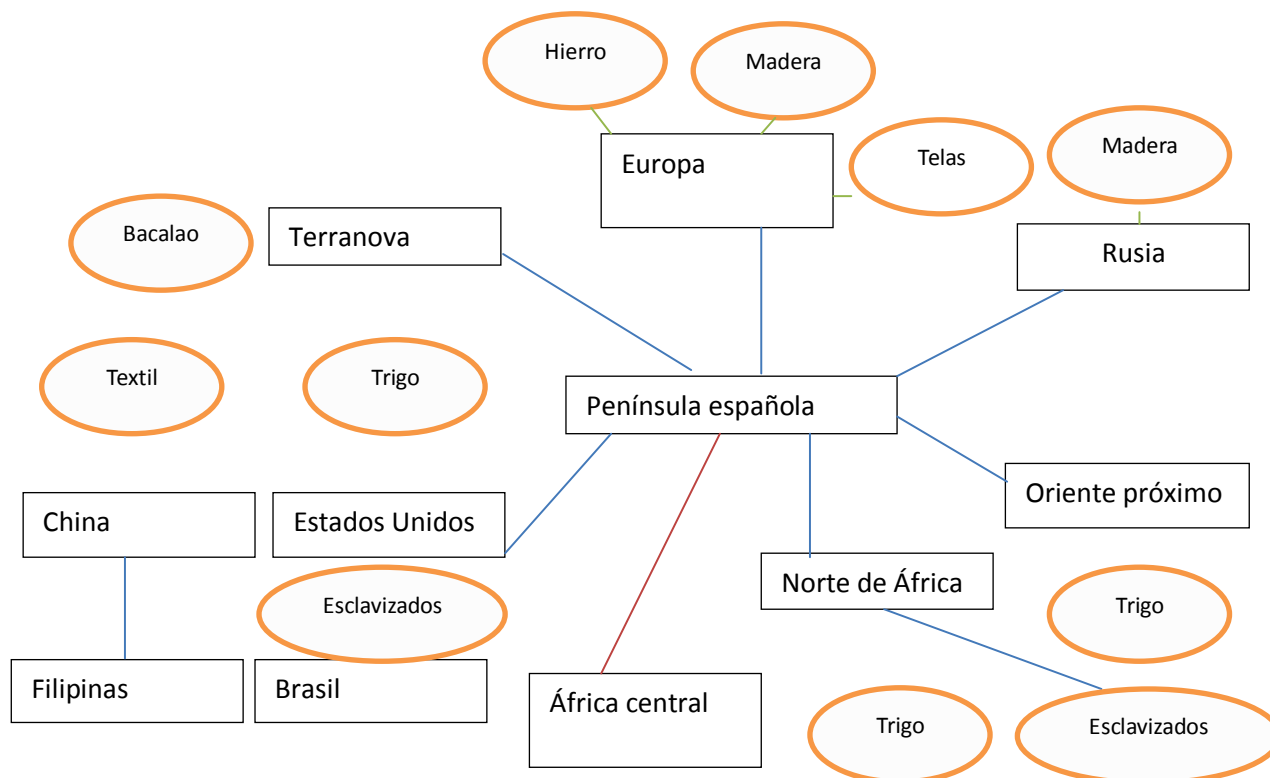 Hierro
Madera
Europa
Telas
Madera
Bacalao
Terranova
Rusia
Textil
Trigo
Península española
China
Estados Unidos
Oriente próximo
Esclavizados
Norte de África
Trigo
Filipinas
Brasil
África central
Trigo
Esclavizados